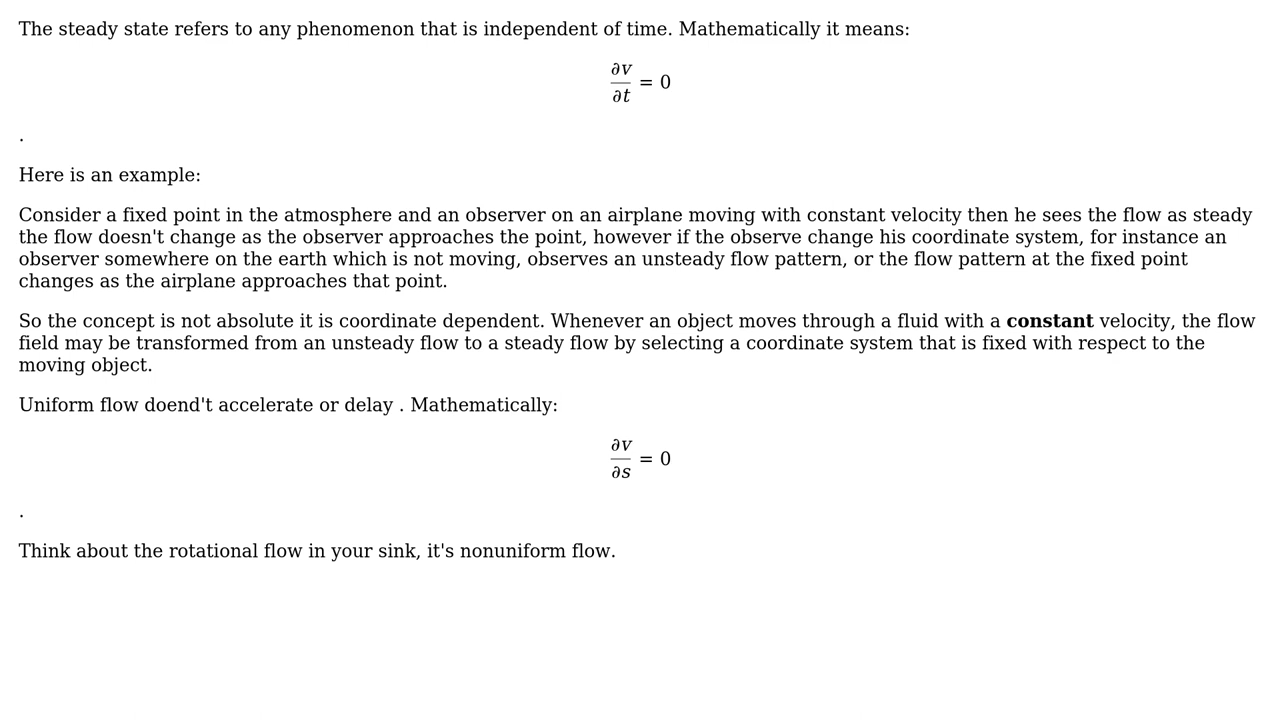 The steady state refers to any phenomenon that is independent of time. Mathematically it means:
∂v/∂t = 0
.
Here is an example:
Consider a fixed point in the atmosphere and an observer on an airplane moving with constant velocity then he sees the flow as steady
the flow doesn't change as the observer approaches the point, however if the observe change his coordinate system, for instance an
observer somewhere on the earth which is not moving, observes an unsteady flow pattern, or the flow pattern at the fixed point
changes as the airplane approaches that point.
So the concept is not absolute it is coordinate dependent. Whenever an object moves through a fluid with a constant velocity, the flow
field may be transformed from an unsteady flow to a steady flow by selecting a coordinate system that is fixed with respect to the
moving object.
Uniform flow doend't accelerate or delay . Mathematically:
∂v/∂s = 0
.
Think about the rotational flow in your sink, it's nonuniform flow.